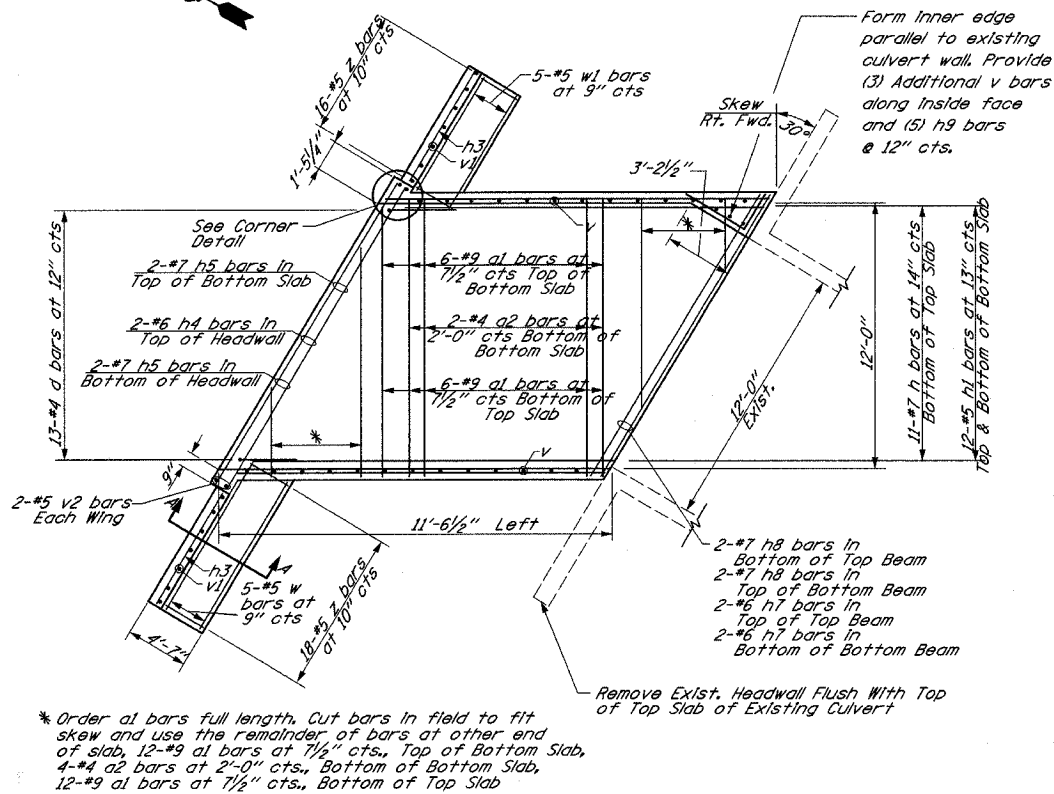 Form inner edge
parallel to existing
culvert wall. Provide
(3) Additional v bars
along inside face
and (5) h9 bars
@ 12" cts.
16-#5 z bars
at 10" cts
5-#5 w1 bars
at 9" cts
Skew
Rt. Fwd.
30°
1'-5 1/4"
h3
v1
3'-2 1/2"
*
See Corner
Detail
v
2-#7 h5 bars in
Top of Bottom Slab
6-#9 a1 bars at
7 1/2" cts Top of
Bottom Slab
2-#6 h4 bars in
Top of Headwall
2-#4 a2 bars at
2'-0" cts Bottom of
Bottom Slab
2-#7 h5 bars in
Bottom of Headwall
6-#9 a1 bars at
7 1/2" cts Bottom of
Top Slab
13-#4 d bars at 12" cts
12'-0"
Exist.
12'-0"
11-#7 h bars at 14" cts
Bottom of Top Slab
12-#5 h1 bars at 13" cts
Top & Bottom of Bottom Slab
*
v
9"
2-#5 v2 bars
Each Wing
A
A
11'-6 1/2" Left
h3
v1
5-#5 w
bars at
9" cts
18-#5 z bars
at 10" cts
4'-7"
2-#7 h8 bars in
Bottom of Top Beam
2-#7 h8 bars in
Top of Bottom Beam
2-#6 h7 bars in
Top of Top Beam
2-#6 h7 bars in
Bottom of Bottom Beam
Remove Exist. Headwall Flush With Top
of Top Slab of Existing Culvert
* Order a1 bars full length. Cut bars in field to fit
skew and use the remainder of bars at other end
of slab, 12-#9 a1 bars at 7 1/2" cts., Top of Bottom Slab,
4-#4 a2 bars at 2'-0" cts., Bottom of Bottom Slab,
12-#9 a1 bars at 7 1/2" cts., Bottom of Top Slab